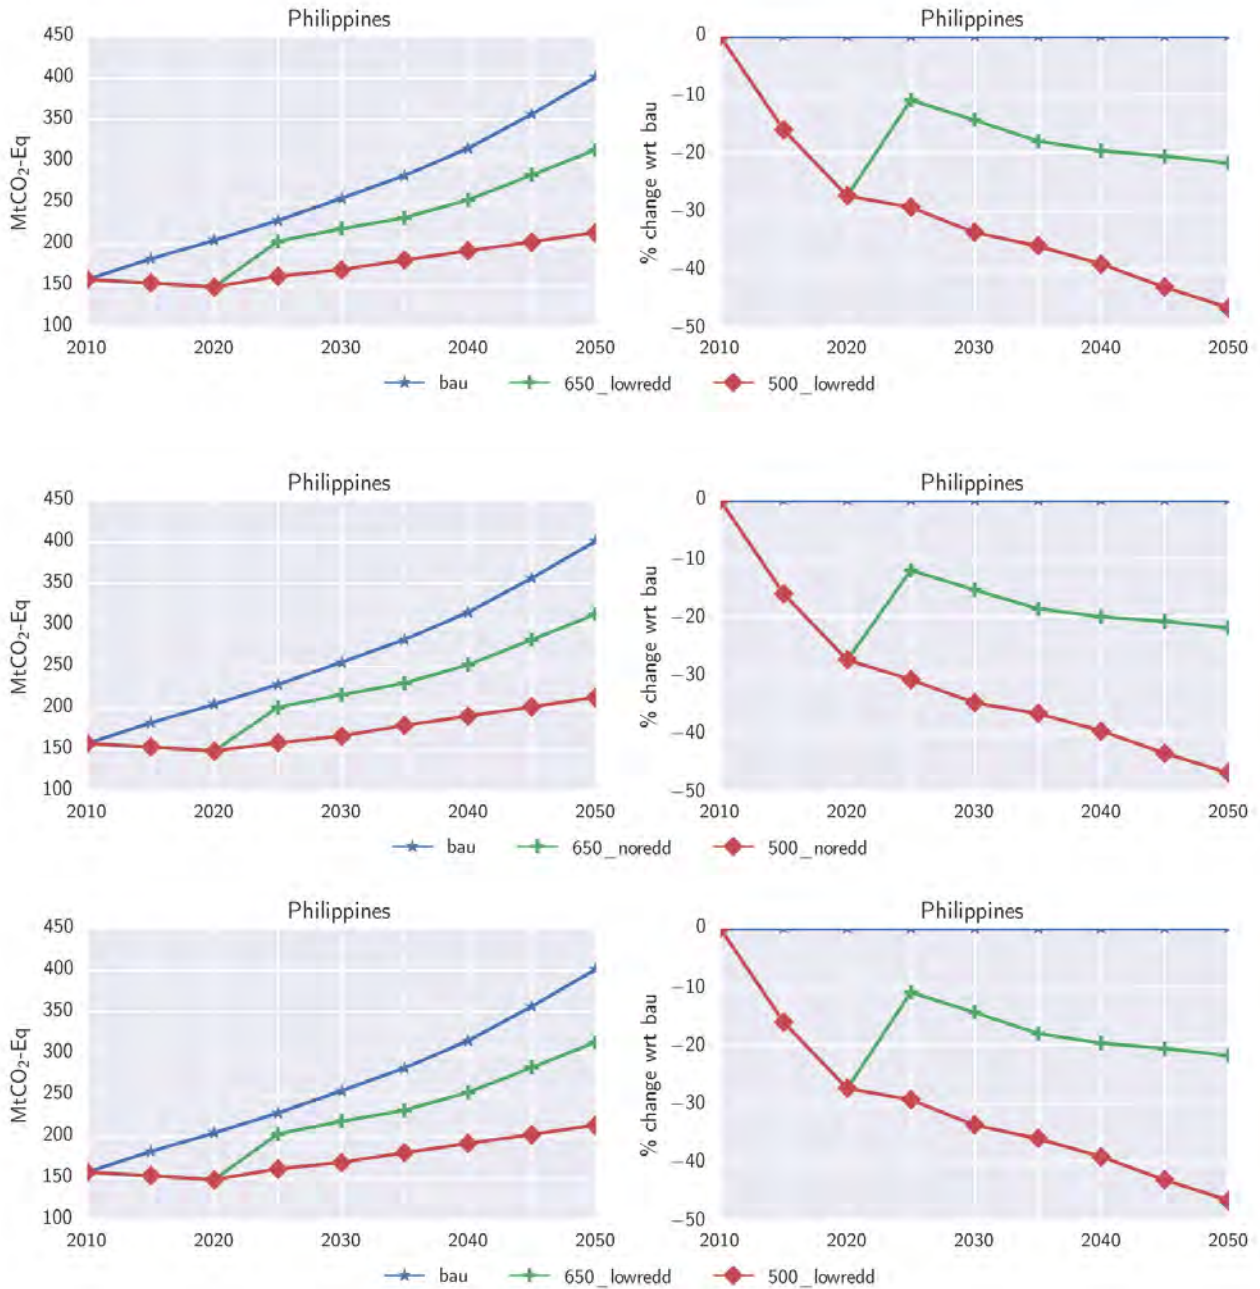 Philippines Philippines
450 0
400 −10
350
300 −20
250 −30
200
150 −40
100 −50
MtCO₂-Eq % change wrt bau
2010 2020 2030 2040 2050 2010 2020 2030 2040 2050
bau 650_lowredd 500_lowredd
Philippines Philippines
450 0
400 −10
350
300 −20
250 −30
200
150 −40
100 −50
MtCO₂-Eq % change wrt bau
2010 2020 2030 2040 2050 2010 2020 2030 2040 2050
bau 650_noredd 500_noredd
Philippines Philippines
450 0
400 −10
350
300 −20
250 −30
200
150 −40
100 −50
MtCO₂-Eq % change wrt bau
2010 2020 2030 2040 2050 2010 2020 2030 2040 2050
bau 650_lowredd 500_lowredd